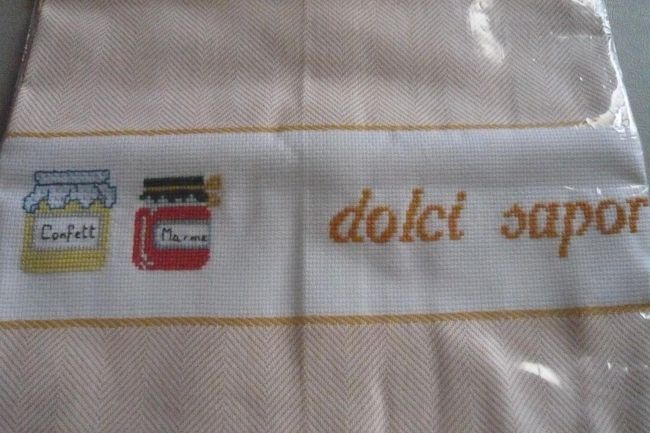 Confett
Marme
dolci sapor